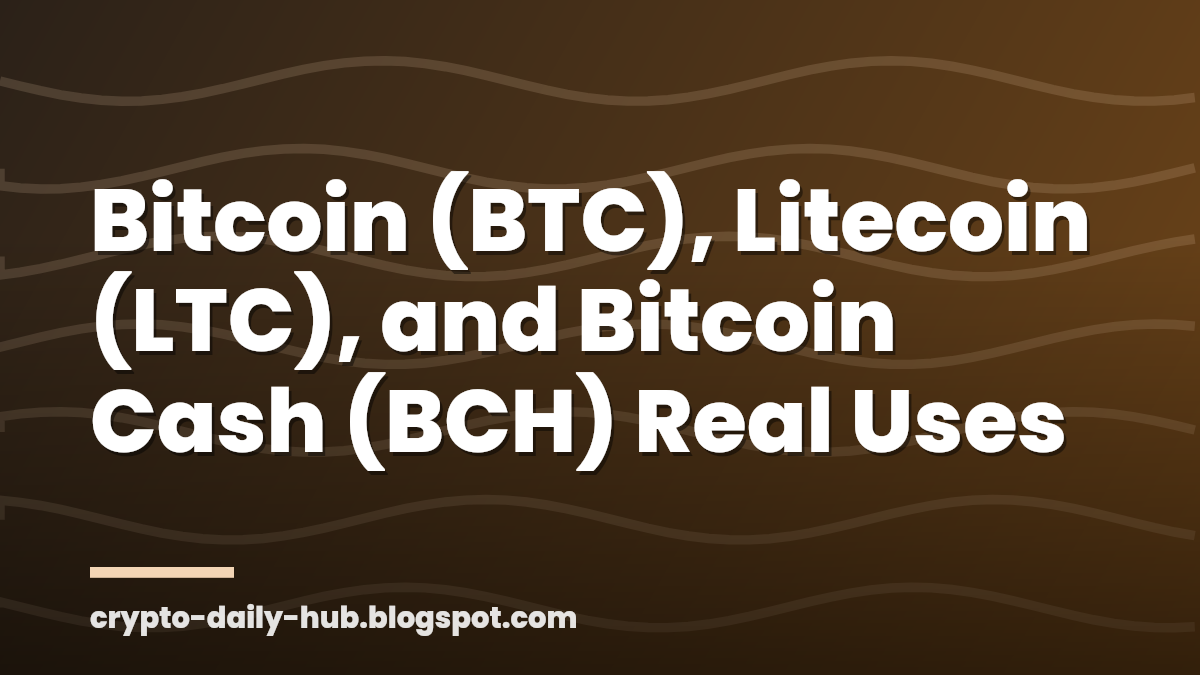 Bitcoin (BTC), Litecoin
(LTC), and Bitcoin
Cash (BCH) Real Uses
crypto-daily-hub.blogspot.com